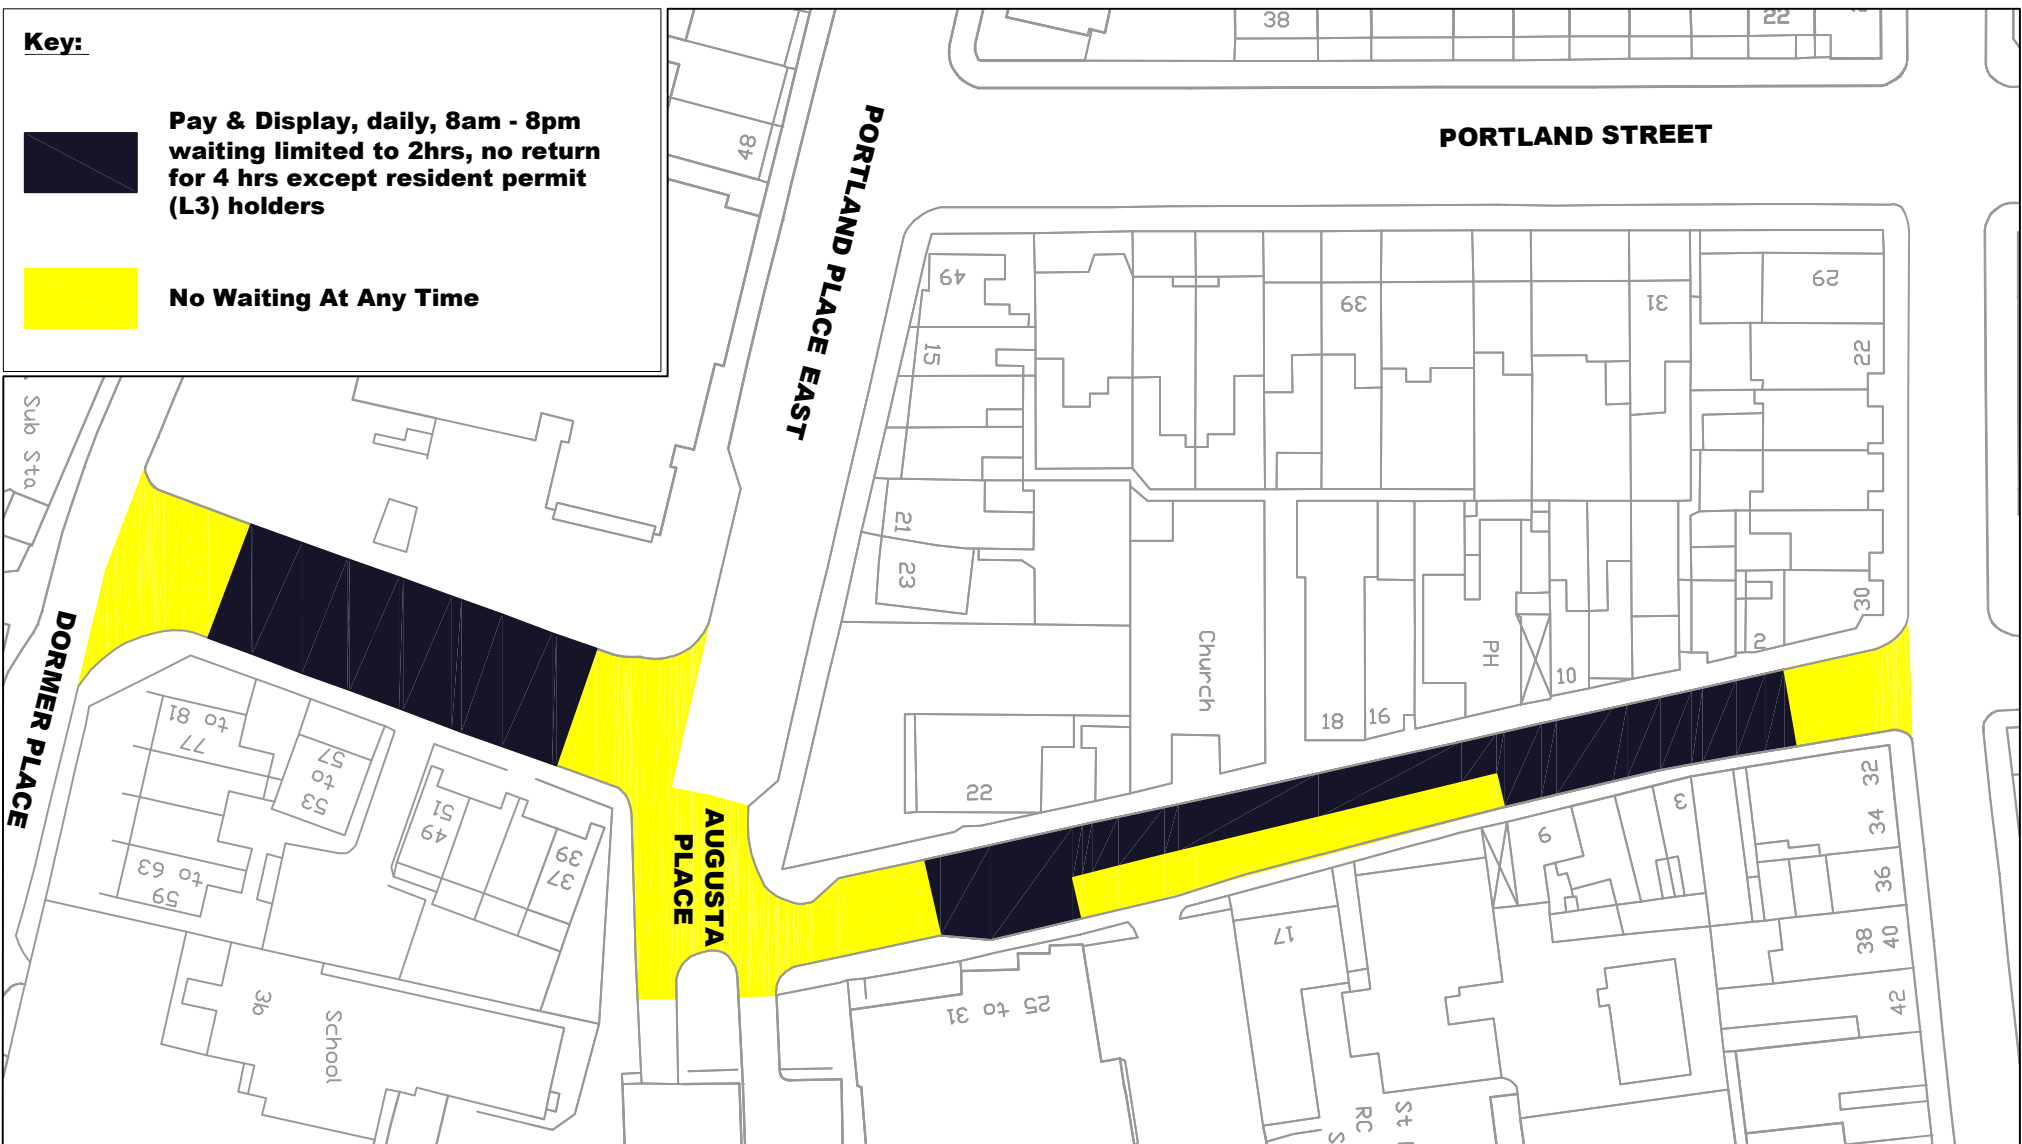 Key:
Pay & Display, daily, 8am - 8pm
waiting limited to 2hrs, no return
for 4 hrs except resident permit
(L3) holders
No Waiting At Any Time
38
22
PORTLAND STREET
PORTLAND PLACE EAST
48
49
39
31
29
15
22
Sub Sta
21
23
30
2
Church
PH
10
18
16
22
DORMER PLACE
77
to 81
53
to
57
49
51
37
39
59
to 63
AUGUSTA
PLACE
3b
School
25 to 31
17
9
3
32
34
36
38
40
42
RC
St